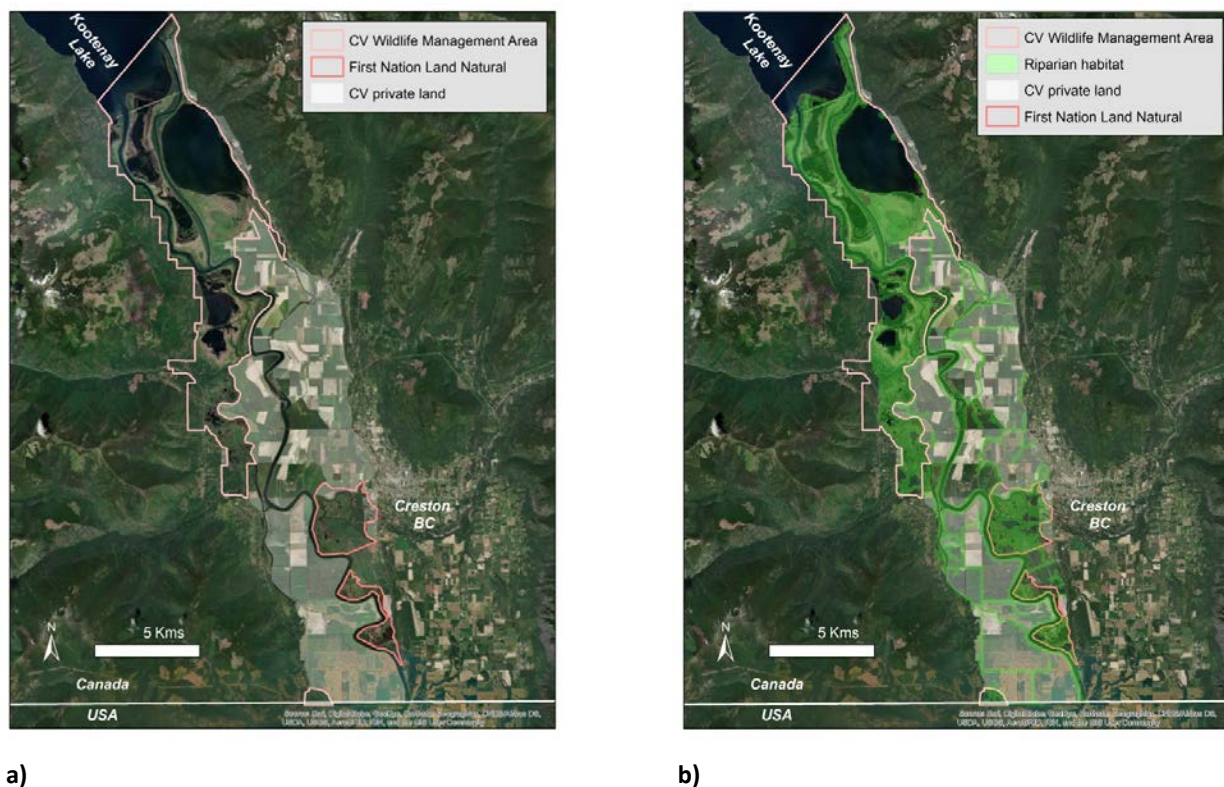 Kootenay
Lake
CV Wildlife Management Area
First Nation Land Natural
CV private land
Creston
BC
N
5 Kms
Canada
USA
a)
Kootenay
Lake
CV Wildlife Management Area
Riparian habitat
CV private land
First Nation Land Natural
Creston
BC
N
5 Kms
Canada
USA
b)